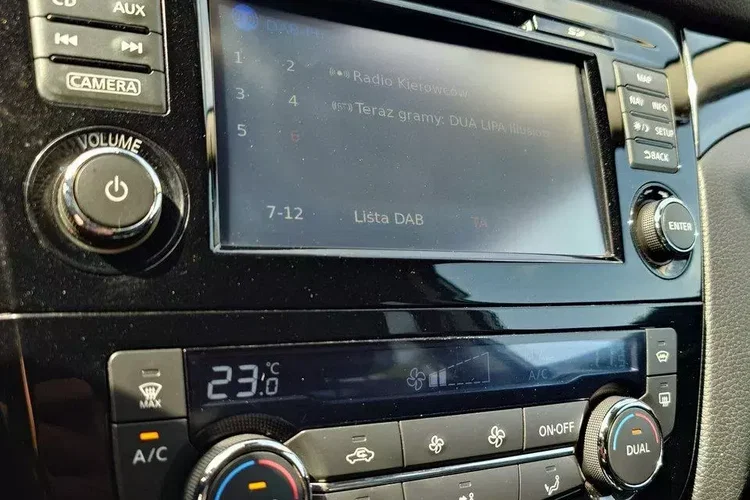 CD AUX
CAMERA
VOLUME
1 2
3 4
5 6
Radio Kierowców
Teraz gramy: DUA LIPA Illusion
7-12 Lista DAB TA
MAP
NAV INFO
SETUP
BACK
ENTER
23.0 °C
A/C
MAX
A/C
ON·OFF
DUAL